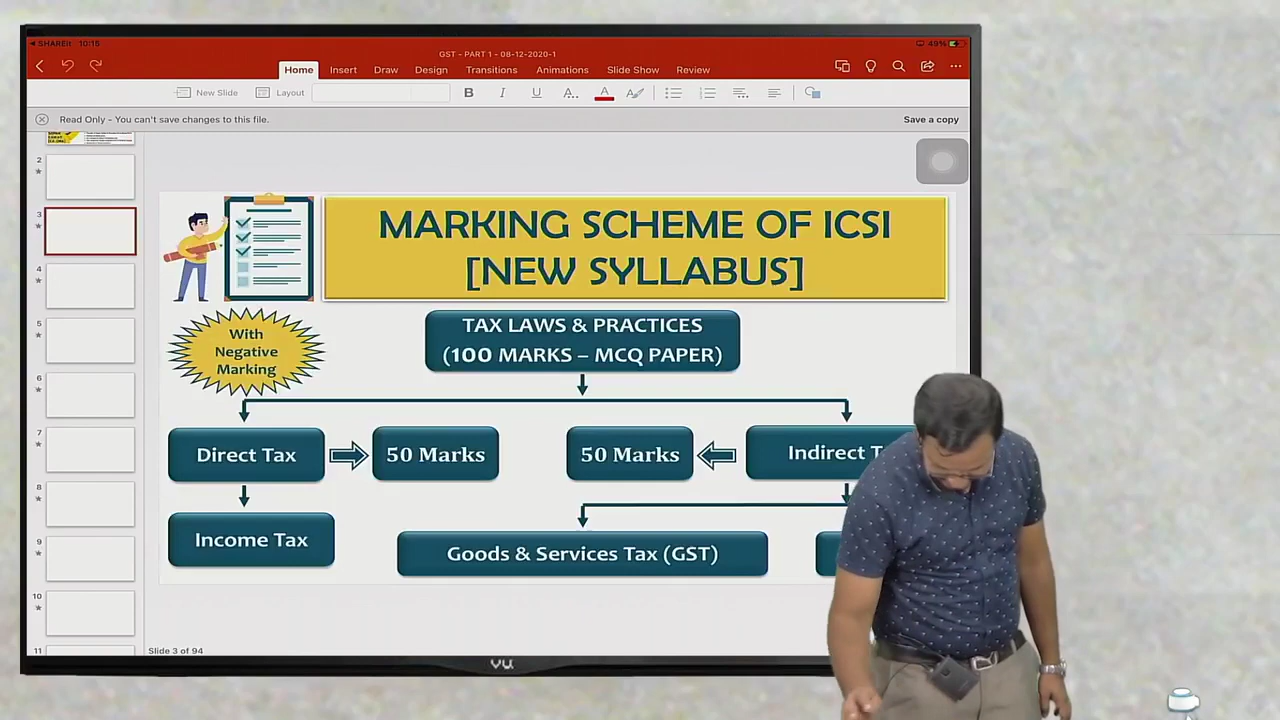 SHAREit 10:15
49%
GST - PART 1 - 08-12-2020-1
Home Insert Draw Design Transitions Animations Slide Show Review
New Slide Layout B I U A A
Read Only - You can't save changes to this file.
Save a copy
2
3
4
5
6
7
8
9
10
11
MARKING SCHEME OF ICSI
[NEW SYLLABUS]
With
Negative
Marking
TAX LAWS & PRACTICES
(100 MARKS – MCQ PAPER)
Direct Tax
50 Marks
50 Marks
Indirect
Income Tax
Goods & Services Tax (GST)
Slide 3 of 94
vu